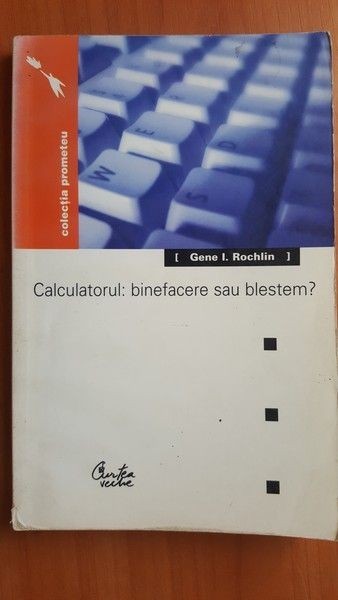 colecția prometeu
W
E
S
D
[ Gene I. Rochlin ]
Calculatorul: binefacere sau blestem?
Curtea
veche